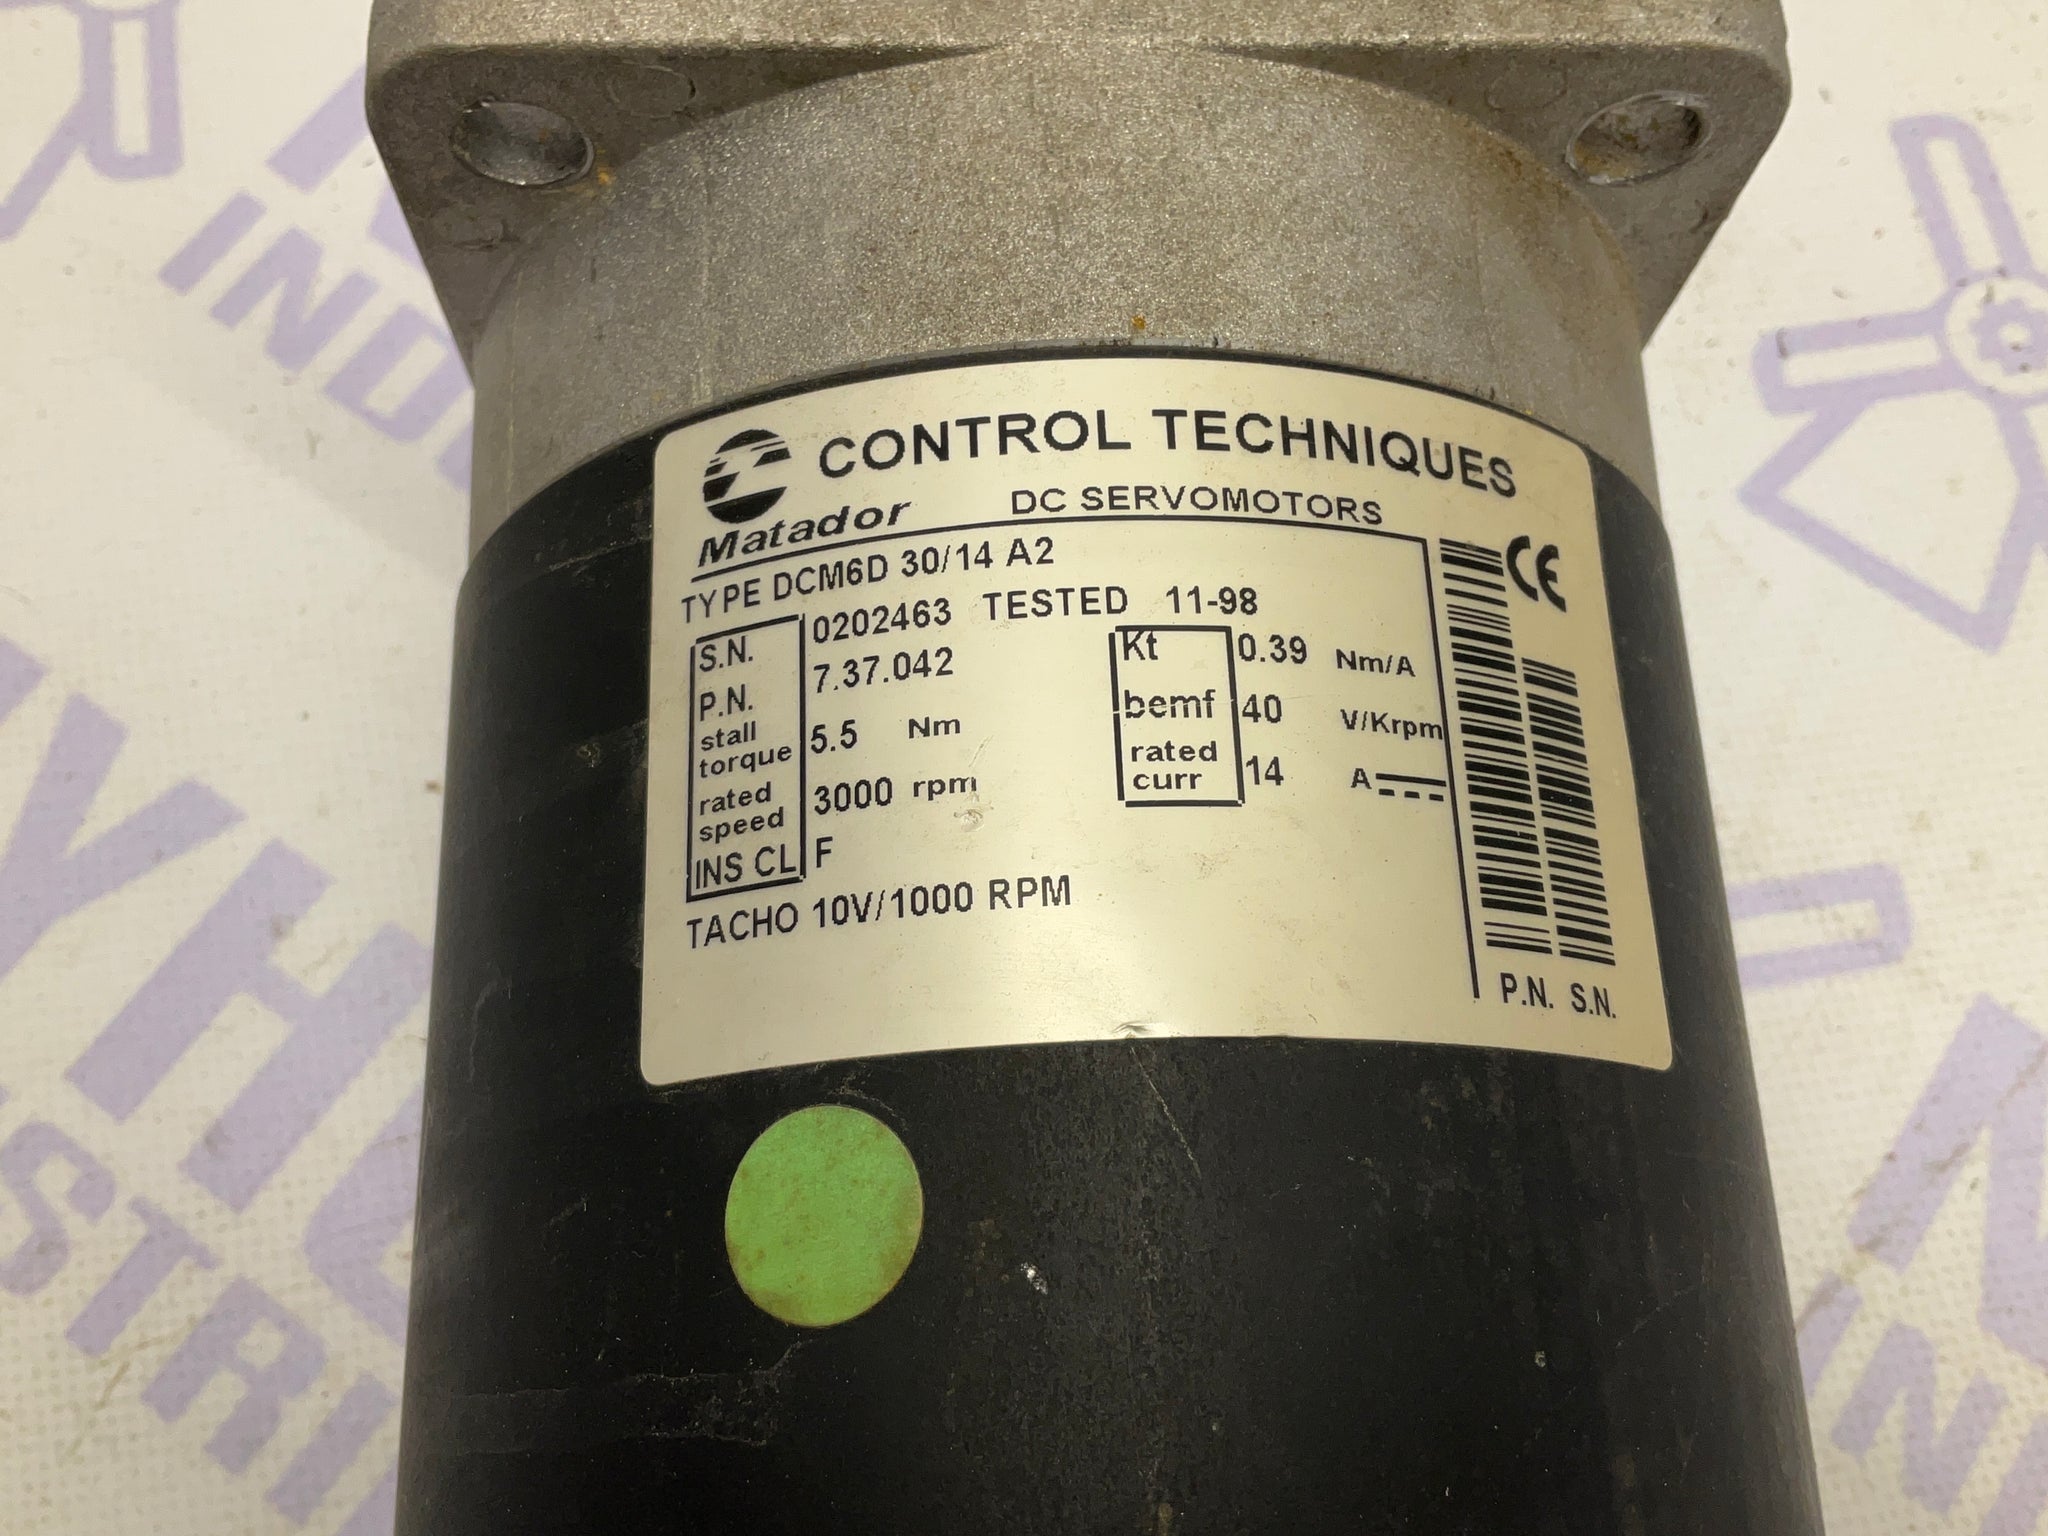 CONTROL TECHNIQUES
Matador DC SERVOMOTORS
TYPE DCM6D 30/14 A2
S.N. 0202463 TESTED 11-98
P.N. 7.37.042
stall torque 5.5 Nm
rated speed 3000 rpm
INS CL F
Kt 0.39 Nm/A
bemf 40 V/Krpm
rated curr 14 A
TACHO 10V/1000 RPM
CE
P.N. S.N.